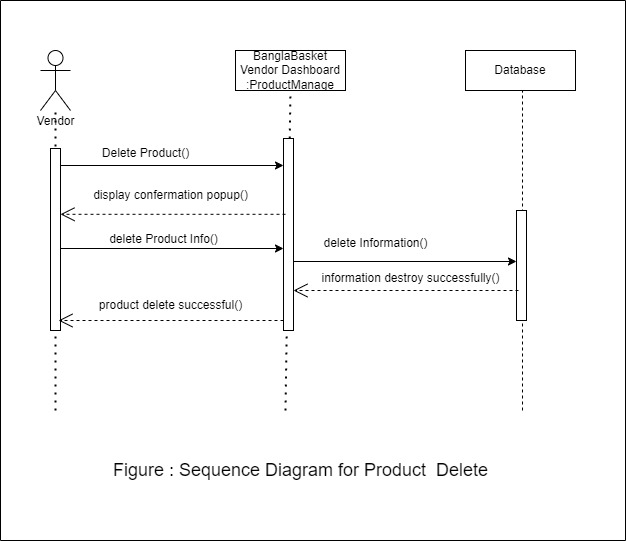 BanglaBasket
Vendor Dashboard
:ProductManage
Database
Vendor
Delete Product()
display confermation popup()
delete Product Info()
delete Information()
information destroy successfully()
product delete successful()
Figure : Sequence Diagram for Product  Delete